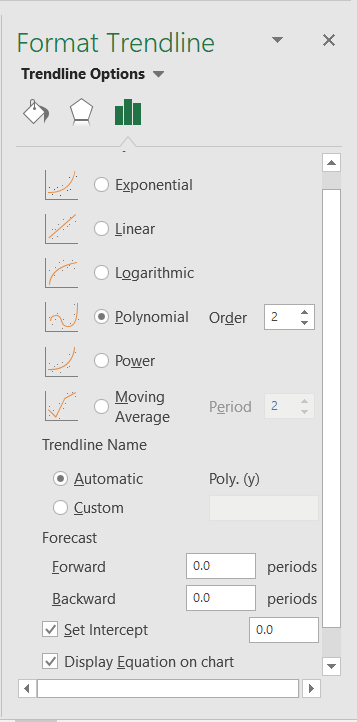 Format Trendline
Trendline Options
Exponential
Linear
Logarithmic
Polynomial Order 2
Power
Moving
Average Period 2
Trendline Name
Automatic Poly. (y)
Custom
Forecast
Forward 0.0 periods
Backward 0.0 periods
Set Intercept 0.0
Display Equation on chart